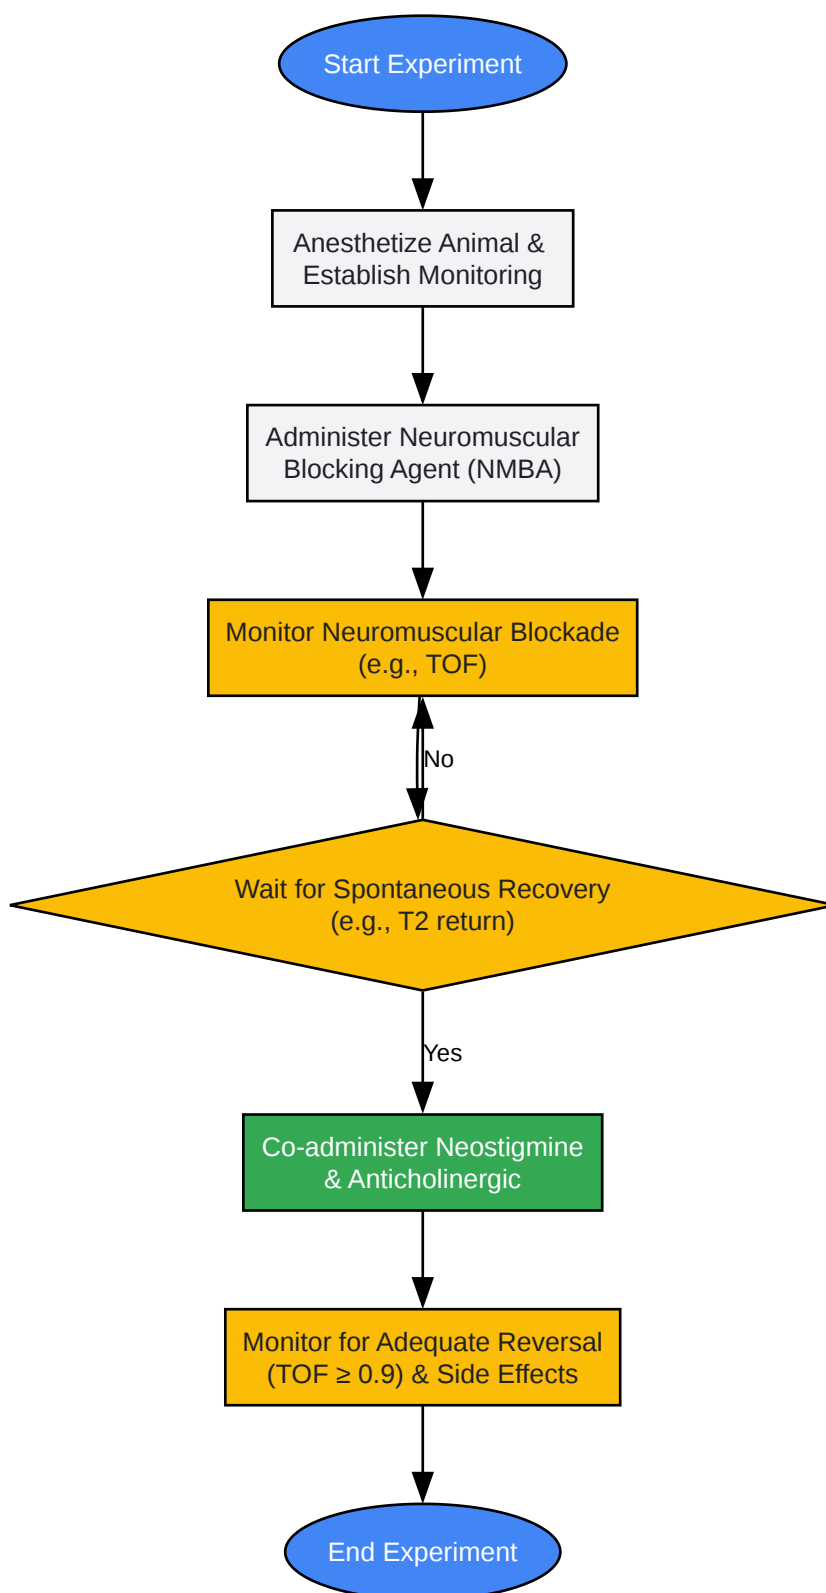 Start Experiment
Anesthetize Animal &
Establish Monitoring
Administer Neuromuscular
Blocking Agent (NMBA)
Monitor Neuromuscular Blockade
(e.g., TOF)
No
Wait for Spontaneous Recovery
(e.g., T2 return)
Yes
Co-administer Neostigmine
& Anticholinergic
Monitor for Adequate Reversal
(TOF ≥ 0.9) & Side Effects
End Experiment